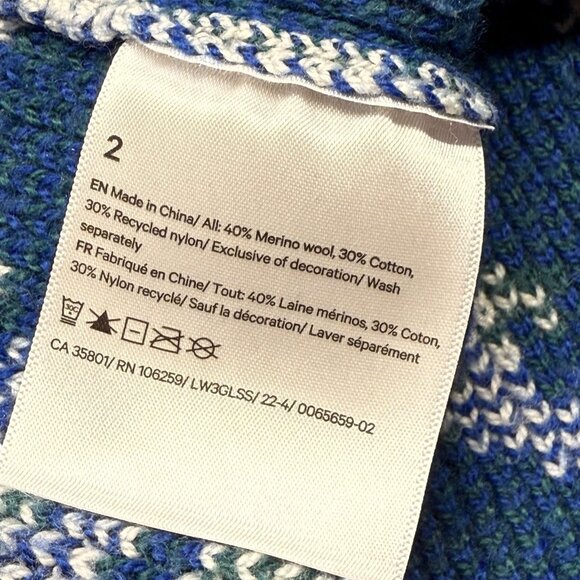 2
EN Made in China/ All: 40% Merino wool, 30% Cotton,
30% Recycled nylon/ Exclusive of decoration/ Wash
separately
FR Fabriqué en Chine/ Tout: 40% Laine mérinos, 30% Coton,
30% Nylon recyclé/ Sauf la décoration/ Laver séparément
30C
CA 35801/ RN 106259/ LW3GLSS/ 22-4/ 0065659-02